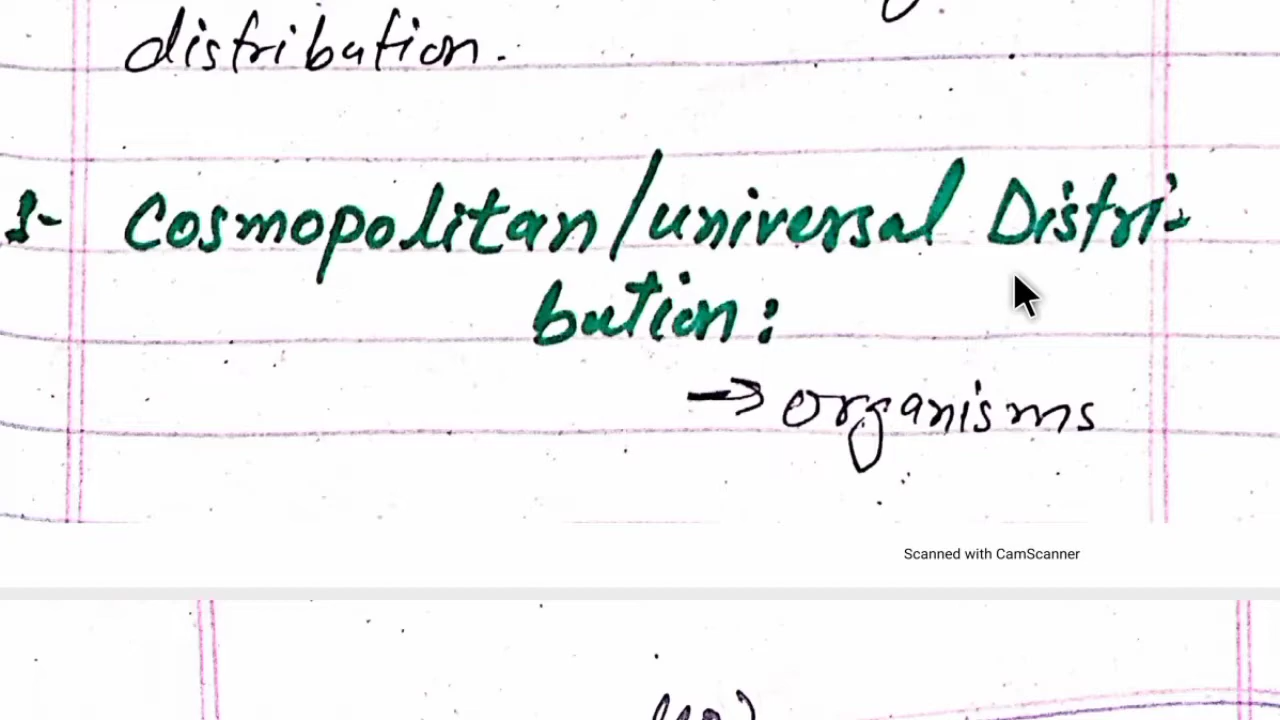 distribution.
1- Cosmopolitan/universal Distri-
bution:
→ organisms
Scanned with CamScanner